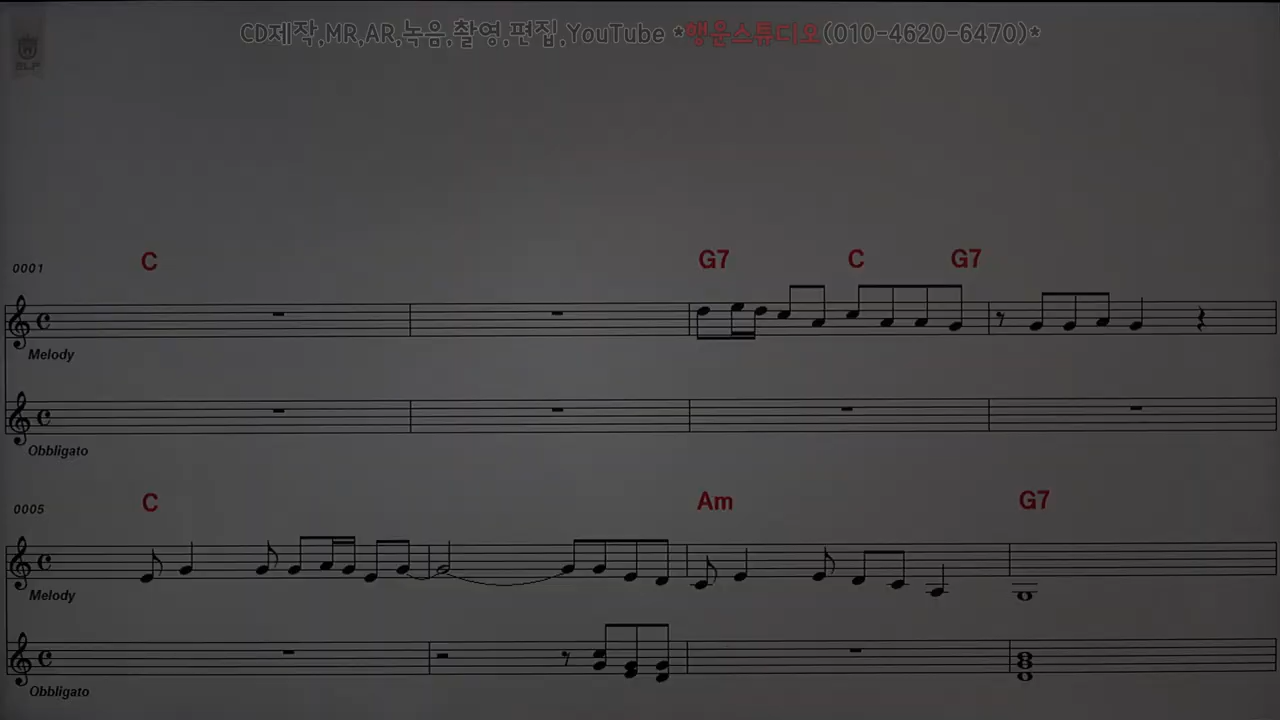 CD제작,MR,AR,녹음,촬영,편집,YouTube *행운스튜디오(010-4620-6470)*
ELF
0001 C G7 C G7
Melody
Obbligato
0005 C Am G7
Melody
Obbligato